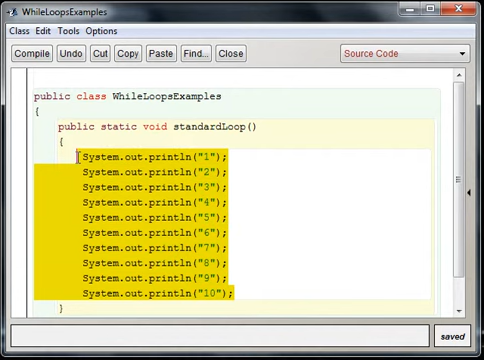 WhileLoopsExamples
Class Edit Tools Options
Compile Undo Cut Copy Paste Find... Close Source Code
public class WhileLoopsExamples
{
public static void standardLoop()
{
System.out.println("1");
System.out.println("2");
System.out.println("3");
System.out.println("4");
System.out.println("5");
System.out.println("6");
System.out.println("7");
System.out.println("8");
System.out.println("9");
System.out.println("10");
}
saved